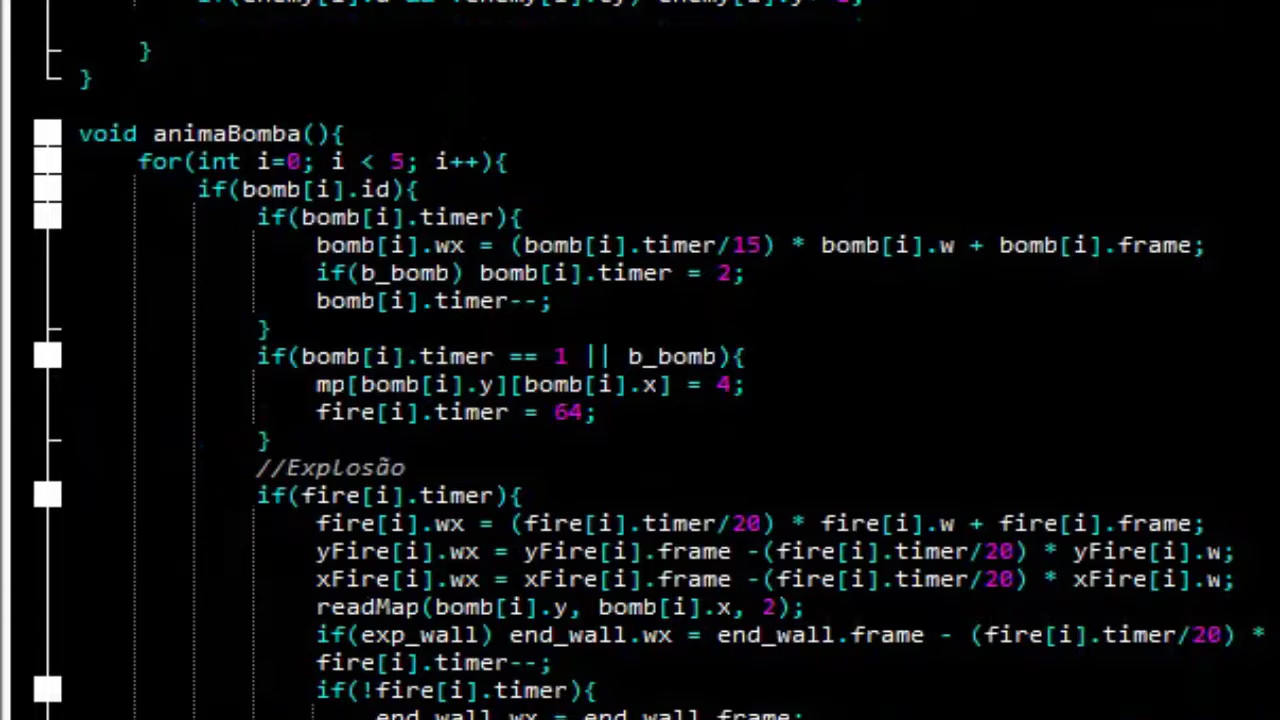 }
}
void animaBomba(){
for(int i=0; i < 5; i++){
if(bomb[i].id){
if(bomb[i].timer){
bomb[i].wx = (bomb[i].timer/15) * bomb[i].w + bomb[i].frame;
if(b_bomb) bomb[i].timer = 2;
bomb[i].timer--;
}
if(bomb[i].timer == 1 || b_bomb){
mp[bomb[i].y][bomb[i].x] = 4;
fire[i].timer = 64;
}
//Explosão
if(fire[i].timer){
fire[i].wx = (fire[i].timer/20) * fire[i].w + fire[i].frame;
yFire[i].wx = yFire[i].frame -(fire[i].timer/20) * yFire[i].w;
xFire[i].wx = xFire[i].frame -(fire[i].timer/20) * xFire[i].w;
readMap(bomb[i].y, bomb[i].x, 2);
if(exp_wall) end_wall.wx = end_wall.frame - (fire[i].timer/20) *
fire[i].timer--;
if(!fire[i].timer){
end_wall.wx = end_wall.frame;